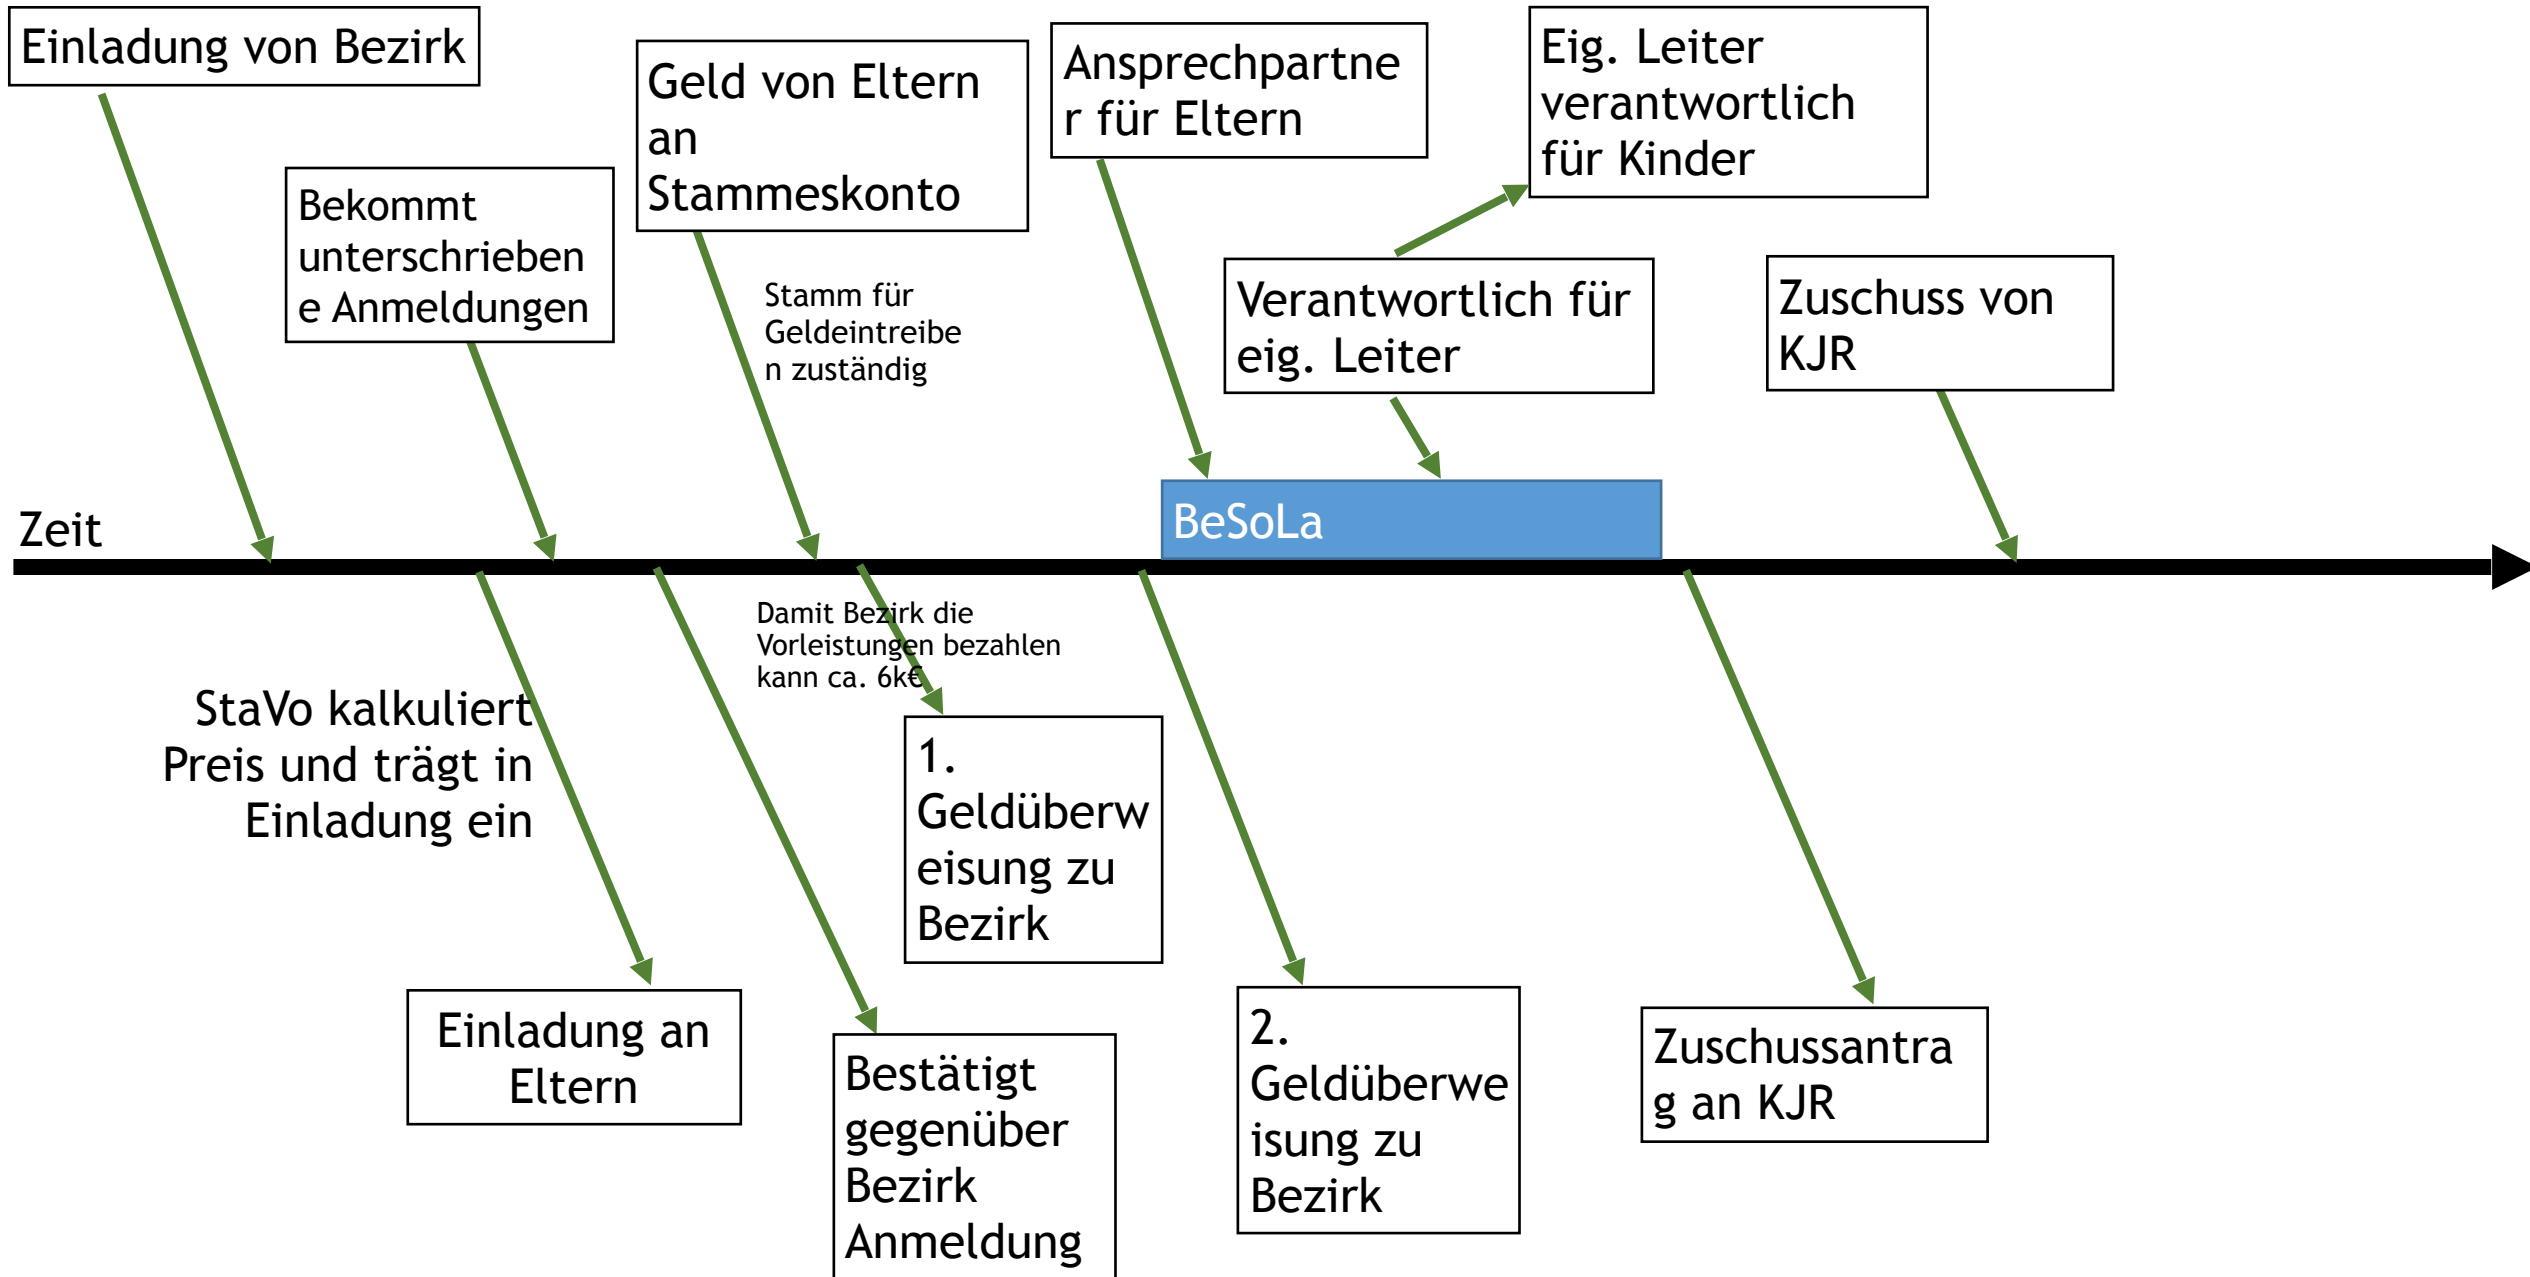 Einladung von Bezirk
Bekommt
unterschrieben
e Anmeldungen
Geld von Eltern
an
Stammeskonto
Stamm für
Geldeintreibe
n zuständig
Ansprechpartne
r für Eltern
Eig. Leiter
verantwortlich
für Kinder
Verantwortlich für
eig. Leiter
Zuschuss von
KJR
Zeit
BeSoLa
StaVo kalkuliert
Preis und trägt in
Einladung ein
Damit Bezirk die
Vorleistungen bezahlen
kann ca. 6k€
1.
Geldüberw
eisung zu
Bezirk
Einladung an
Eltern
Bestätigt
gegenüber
Bezirk
Anmeldung
2.
Geldüberwe
isung zu
Bezirk
Zuschussantra
g an KJR